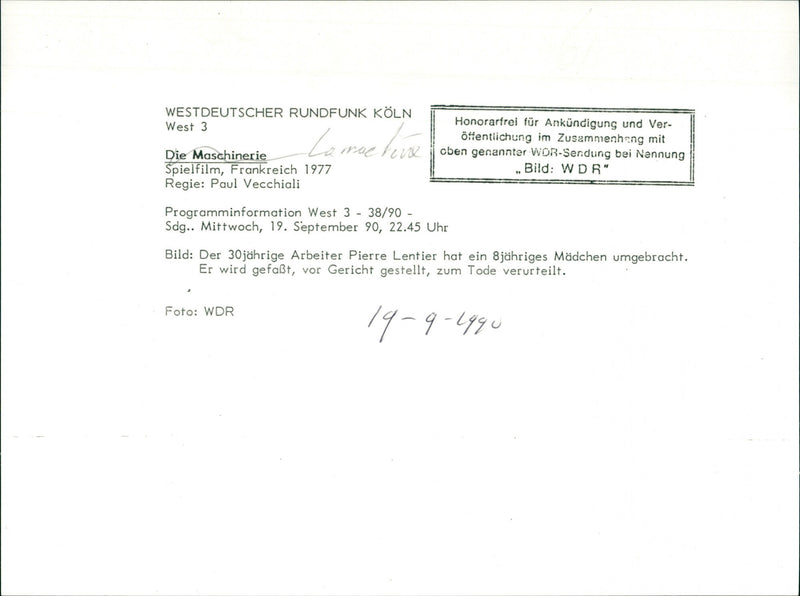 WESTDEUTSCHER RUNDFUNK KÖLN
West 3
Die Maschinerie
La machine
Spielfilm, Frankreich 1977
Regie: Paul Vecchiali
Honorarfrei für Ankündigung und Ver-
öffentlichung im Zusammenhang mit
oben genannter WDR-Sendung bei Nennung
„Bild: W D R"
Programminformation West 3 - 38/90 -
Sdg.. Mittwoch, 19. September 90, 22.45 Uhr
Bild: Der 30jährige Arbeiter Pierre Lentier hat ein 8jähriges Mädchen umgebracht.
Er wird gefaßt, vor Gericht gestellt, zum Tode verurteilt.
Foto: WDR
19-9-1990